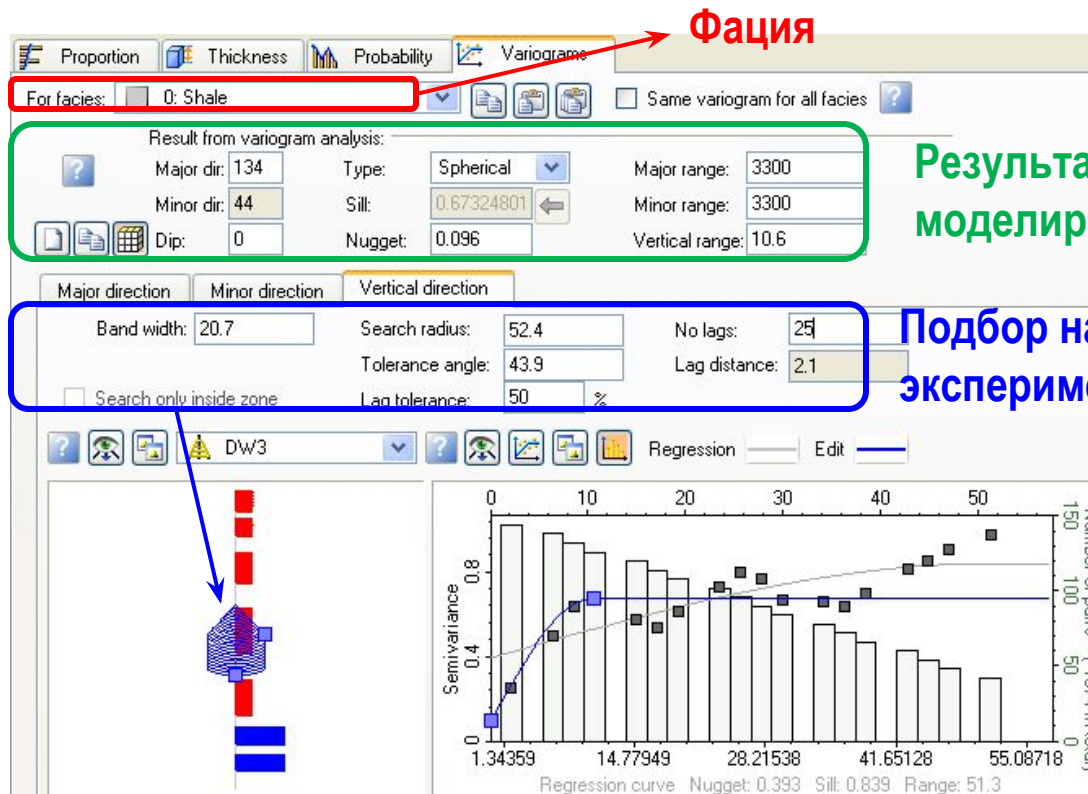 Фация
Proportion Thickness Probability Variograms
For facies: 0: Shale Same variogram for all facies ?
Result from variogram analysis:
? Major dir: 134 Type: Spherical Major range: 3300
Minor dir: 44 Sill: 0.67324801 Minor range: 3300
Dip: 0 Nugget: 0.096 Vertical range: 10.6
Major direction Minor direction Vertical direction
Band width: 20.7 Search radius: 52.4 No lags: 25
Tolerance angle: 43.9 Lag distance: 2.1
Search only inside zone Lag tolerance: 50 %
? DW3 ? Regression Edit
0 10 20 30 40 50
Semivariance
0 0.4 0.8
0 50 100 150
1.34359 14.77949 28.21538 41.65128 55.08718
Regression curve Nugget: 0.393 Sill: 0.839 Range: 51.3